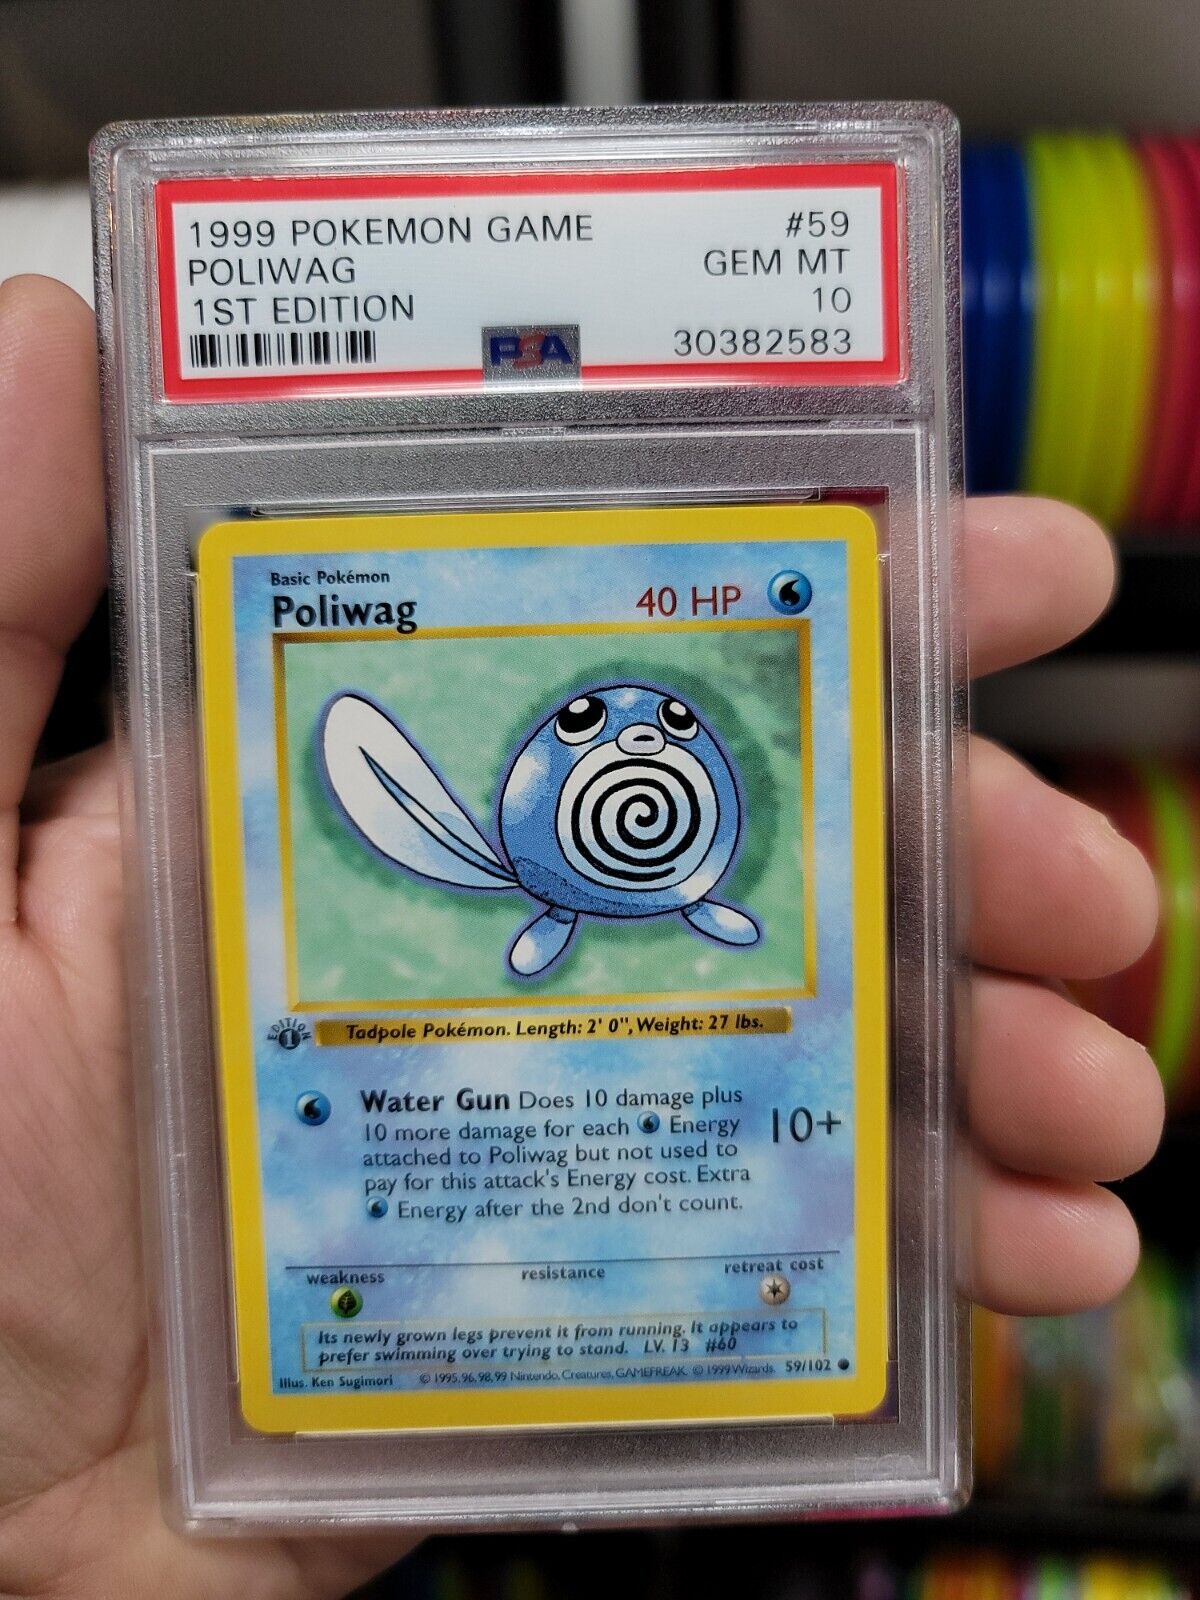 1999 POKEMON GAME #59
POLIWAG GEM MT
1ST EDITION 10
PSA 30382583
Basic Pokémon
Poliwag 40 HP
EDITION 1
Tadpole Pokémon. Length: 2' 0", Weight: 27 lbs.
Water Gun Does 10 damage plus
10 more damage for each Energy 10+
attached to Poliwag but not used to
pay for this attack's Energy cost. Extra
Energy after the 2nd don't count.
weakness resistance retreat cost
Its newly grown legs prevent it from running. It appears to
prefer swimming over trying to stand. LV. 13 #60
Illus. Ken Sugimori © 1995, 96, 98, 99 Nintendo, Creatures, GAMEFREAK. © 1999 Wizards. 59/102